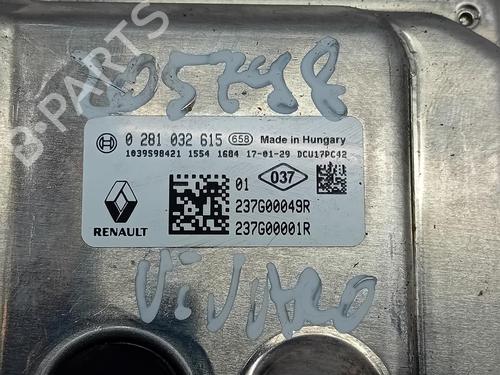 B-PARTS
0 281 032 615 658 Made in Hungary
1039S98421 1554 1684 17-01-29 DCU17PC42
01 037
237G00049R
RENAULT 237G00001R
VIVARO